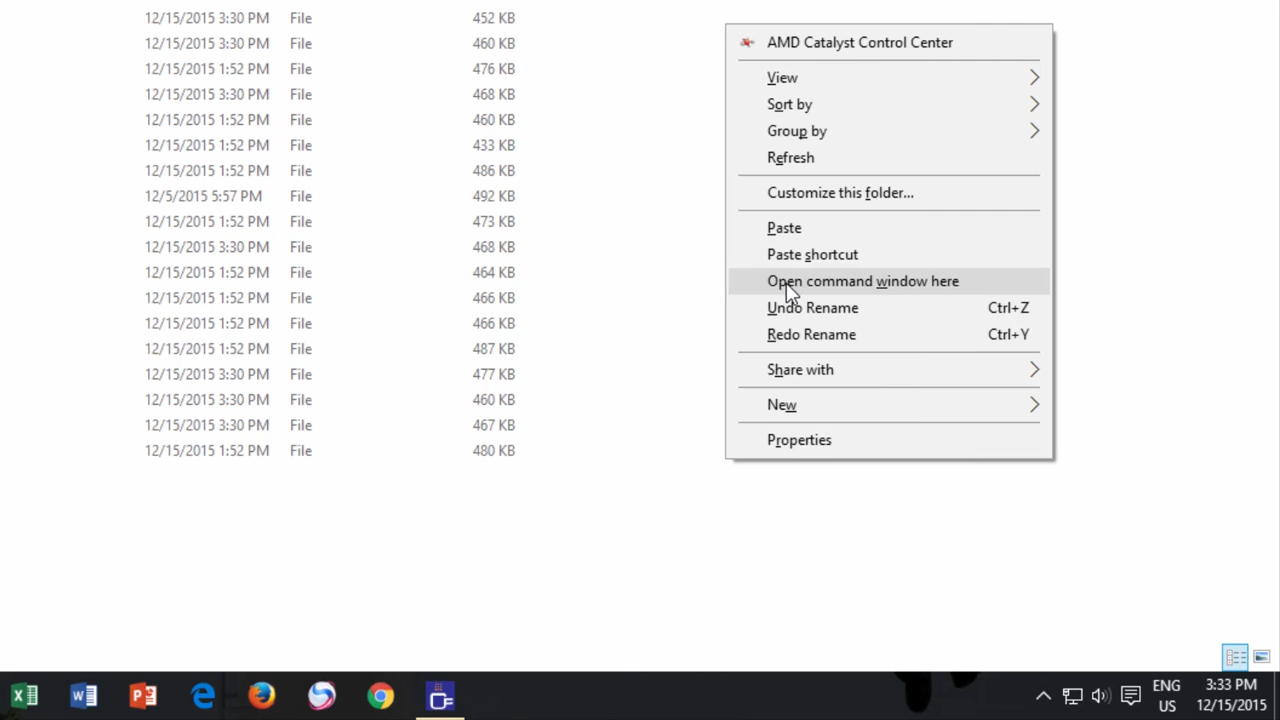 12/15/2015 3:30 PM File 452 KB
12/15/2015 3:30 PM File 460 KB
12/15/2015 1:52 PM File 476 KB
12/15/2015 3:30 PM File 468 KB
12/15/2015 1:52 PM File 460 KB
12/15/2015 1:52 PM File 433 KB
12/15/2015 1:52 PM File 486 KB
12/5/2015 5:57 PM File 492 KB
12/15/2015 1:52 PM File 473 KB
12/15/2015 3:30 PM File 468 KB
12/15/2015 1:52 PM File 464 KB
12/15/2015 1:52 PM File 466 KB
12/15/2015 1:52 PM File 466 KB
12/15/2015 1:52 PM File 487 KB
12/15/2015 3:30 PM File 477 KB
12/15/2015 3:30 PM File 460 KB
12/15/2015 3:30 PM File 467 KB
12/15/2015 1:52 PM File 480 KB
AMD Catalyst Control Center
View
Sort by
Group by
Refresh
Customize this folder...
Paste
Paste shortcut
Open command window here
Undo Rename Ctrl+Z
Redo Rename Ctrl+Y
Share with
New
Properties
ENG
US
3:33 PM
12/15/2015